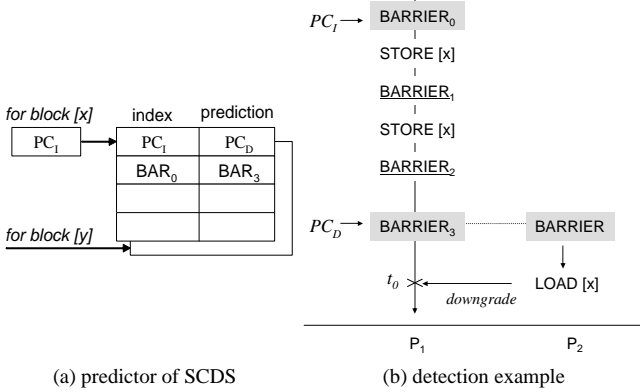 for block [x]
index prediction
PC_I PC_I PC_D
BAR_0 BAR_3
for block [y]
(a) predictor of SCDS
PC_I BARRIER_0
STORE [x]
BARRIER_1
STORE [x]
BARRIER_2
PC_D BARRIER_3 BARRIER
t_0 LOAD [x]
downgrade
P_1 P_2
(b) detection example